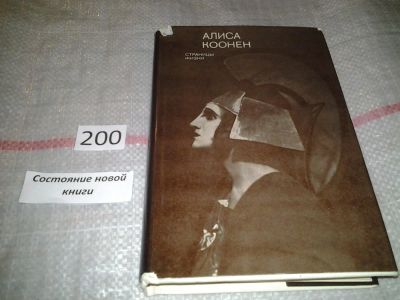 АЛИСА
КООНЕН
СТРАНИЦЫ
ЖИЗНИ
200
Состояние новой
книги